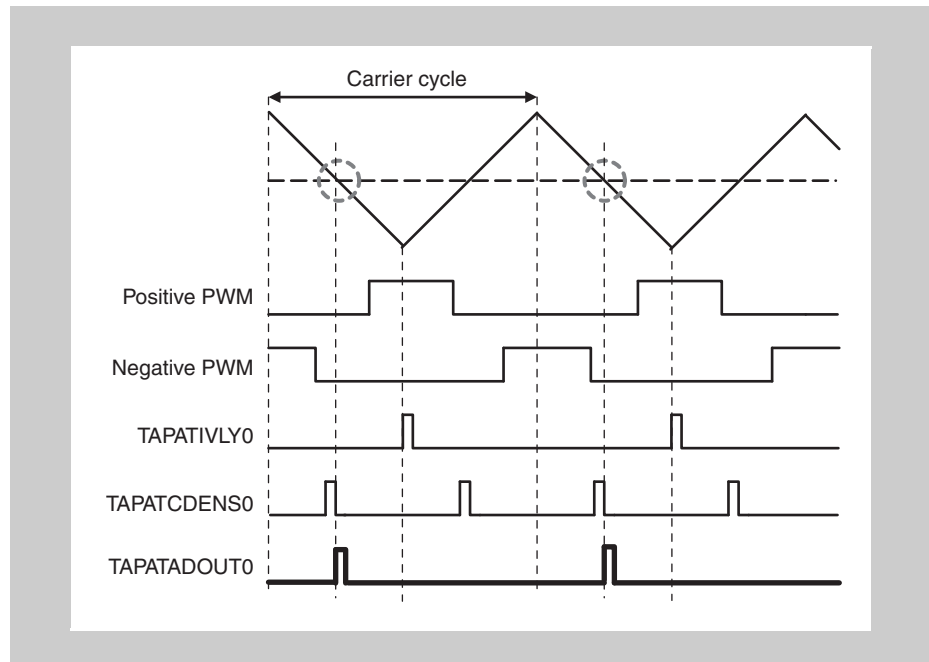 Carrier cycle
Positive PWM
Negative PWM
TAPATIVLY0
TAPATCDENS0
TAPATADOUT0